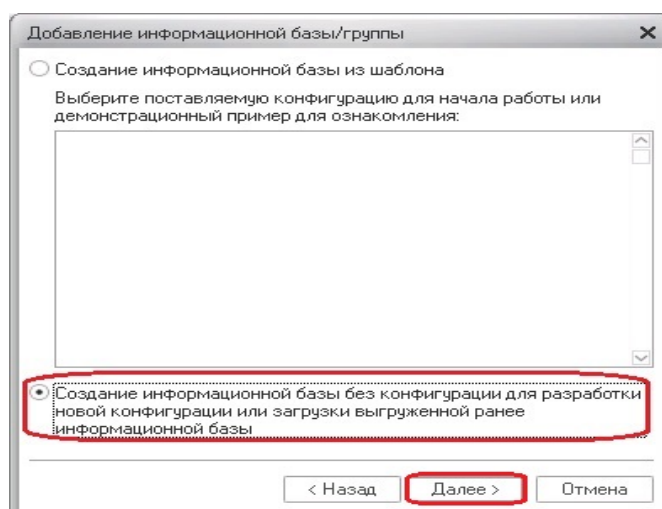 Добавление информационной базы/группы
Создание информационной базы из шаблона
Выберите поставляемую конфигурацию для начала работы или
демонстрационный пример для ознакомления:
Создание информационной базы без конфигурации для разработки
новой конфигурации или загрузки выгруженной ранее
информационной базы
< Назад Далее > Отмена